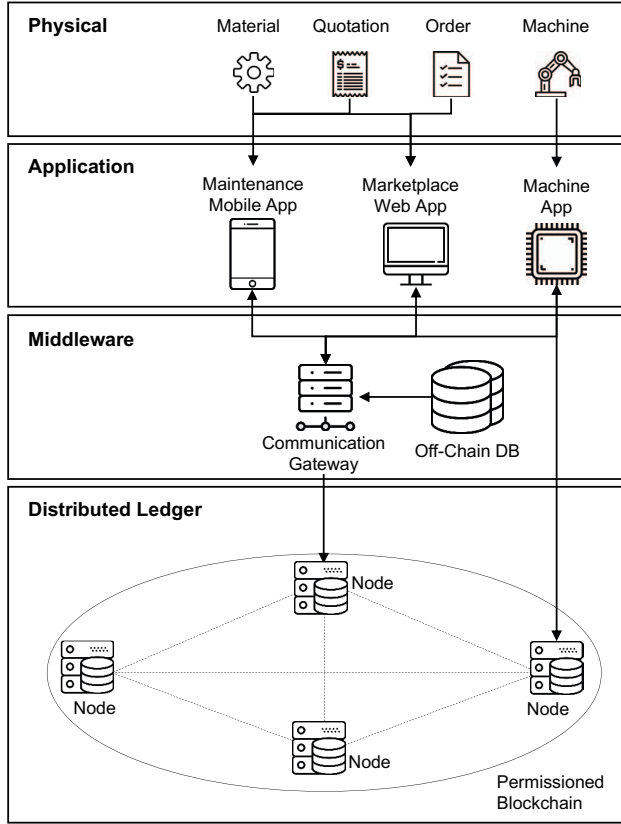 Physical
Material
Quotation
Order
Machine
$
Application
Maintenance
Mobile App
Marketplace
Web App
Machine
App
Middleware
Communication
Gateway
Off-Chain DB
Distributed Ledger
Node
Node
Node
Node
Permissioned
Blockchain